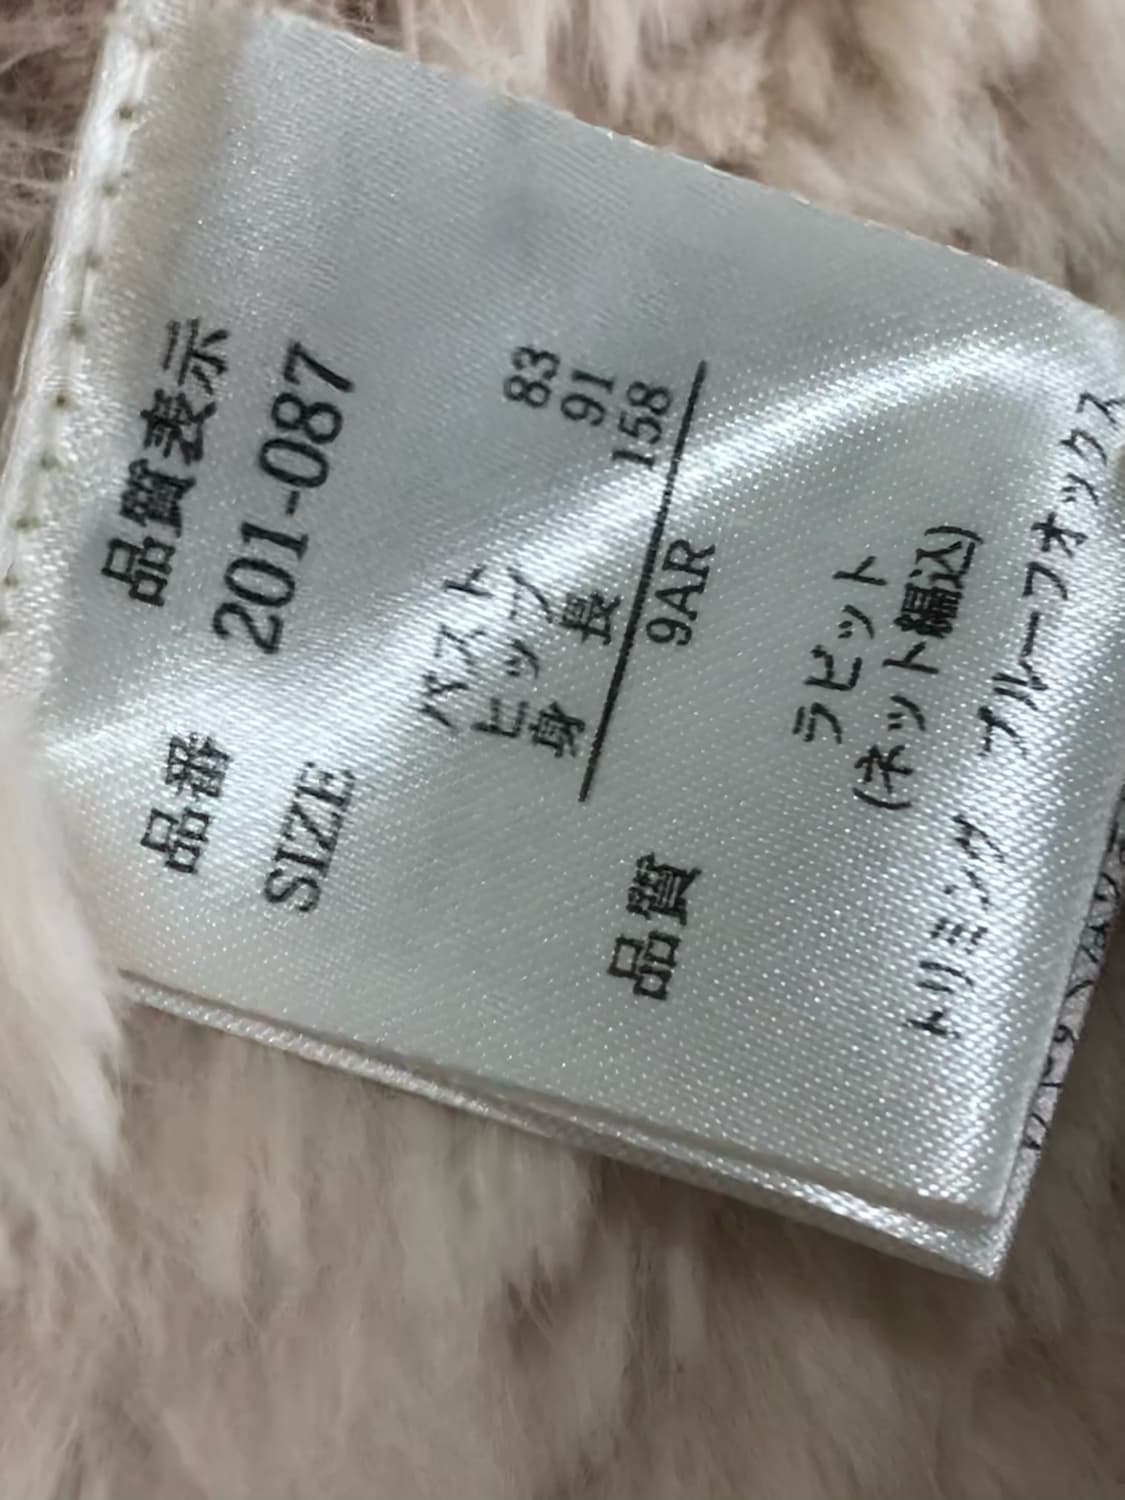 品質表示
品番 201-087
SIZE
バスト 83
ヒップ 91
身長 158
9AR
品質
ラビット
(ネット編込)
トリミング ブルーフォックス